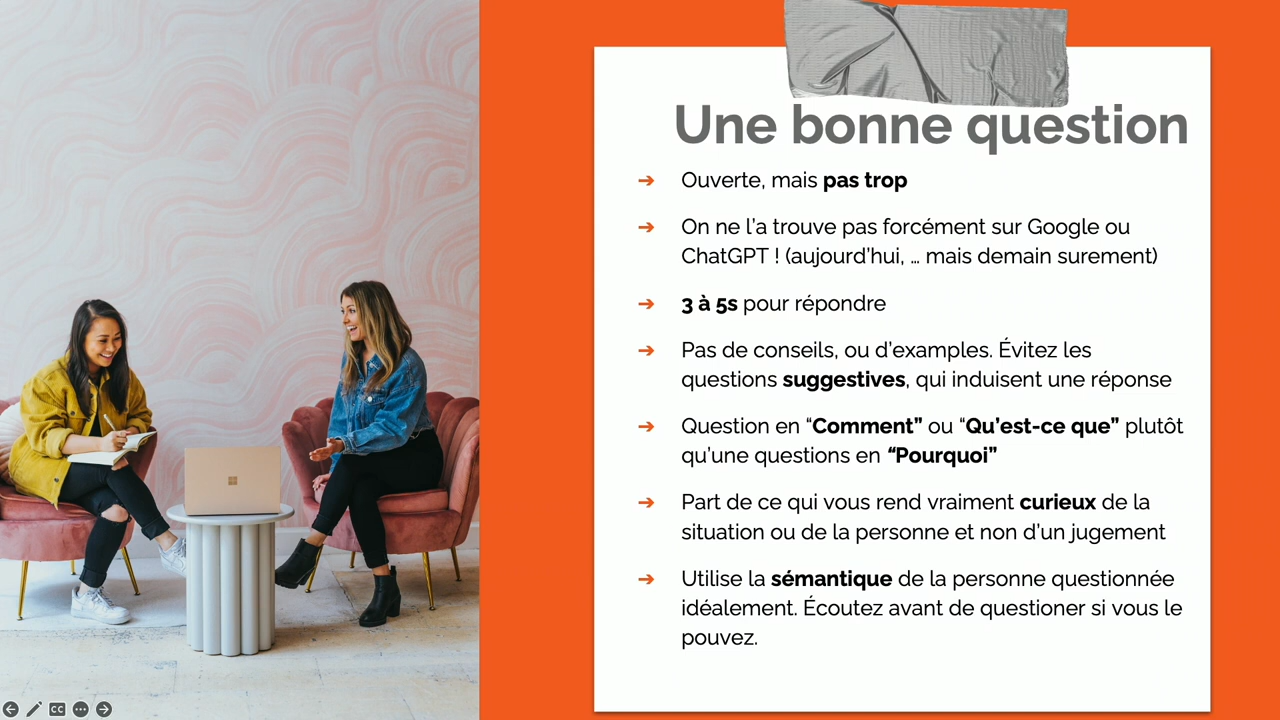 Une bonne question
➔ Ouverte, mais pas trop
➔ On ne l’a trouve pas forcément sur Google ou
ChatGPT ! (aujourd’hui, … mais demain surement)
➔ 3 à 5s pour répondre
➔ Pas de conseils, ou d’examples. Évitez les
questions suggestives, qui induisent une réponse
➔ Question en “Comment” ou “Qu’est-ce que” plutôt
qu’une questions en “Pourquoi”
➔ Part de ce qui vous rend vraiment curieux de la
situation ou de la personne et non d’un jugement
➔ Utilise la sémantique de la personne questionnée
idéalement. Écoutez avant de questioner si vous le
pouvez.
CC